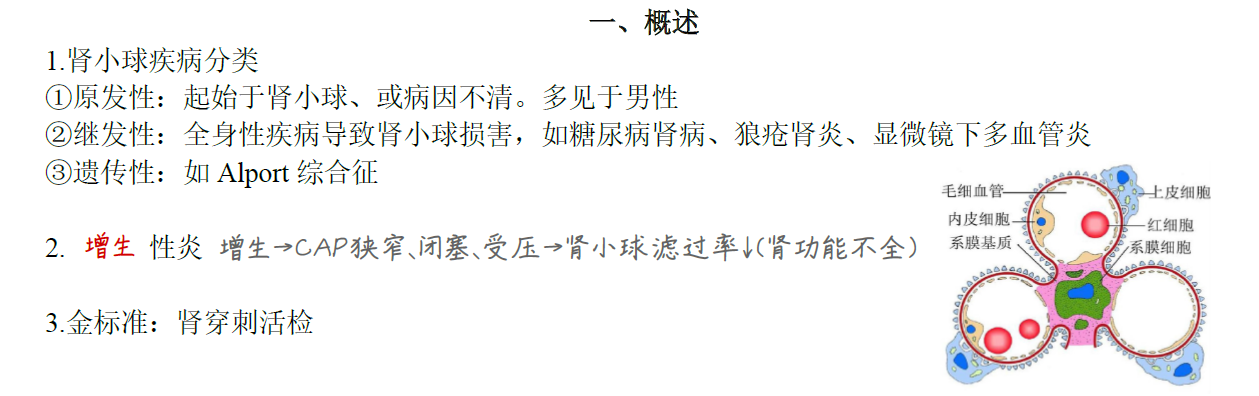 一、概述
1.肾小球疾病分类
①原发性：起始于肾小球、或病因不清。多见于男性
②继发性：全身性疾病导致肾小球损害，如糖尿病肾病、狼疮肾炎、显微镜下多血管炎
③遗传性：如 Alport 综合征
2. 增生 性炎 增生→CAP狭窄、闭塞、受压→肾小球滤过率↓(肾功能不全)
3.金标准：肾穿刺活检
毛细血管
上皮细胞
内皮细胞
红细胞
系膜基质
系膜细胞